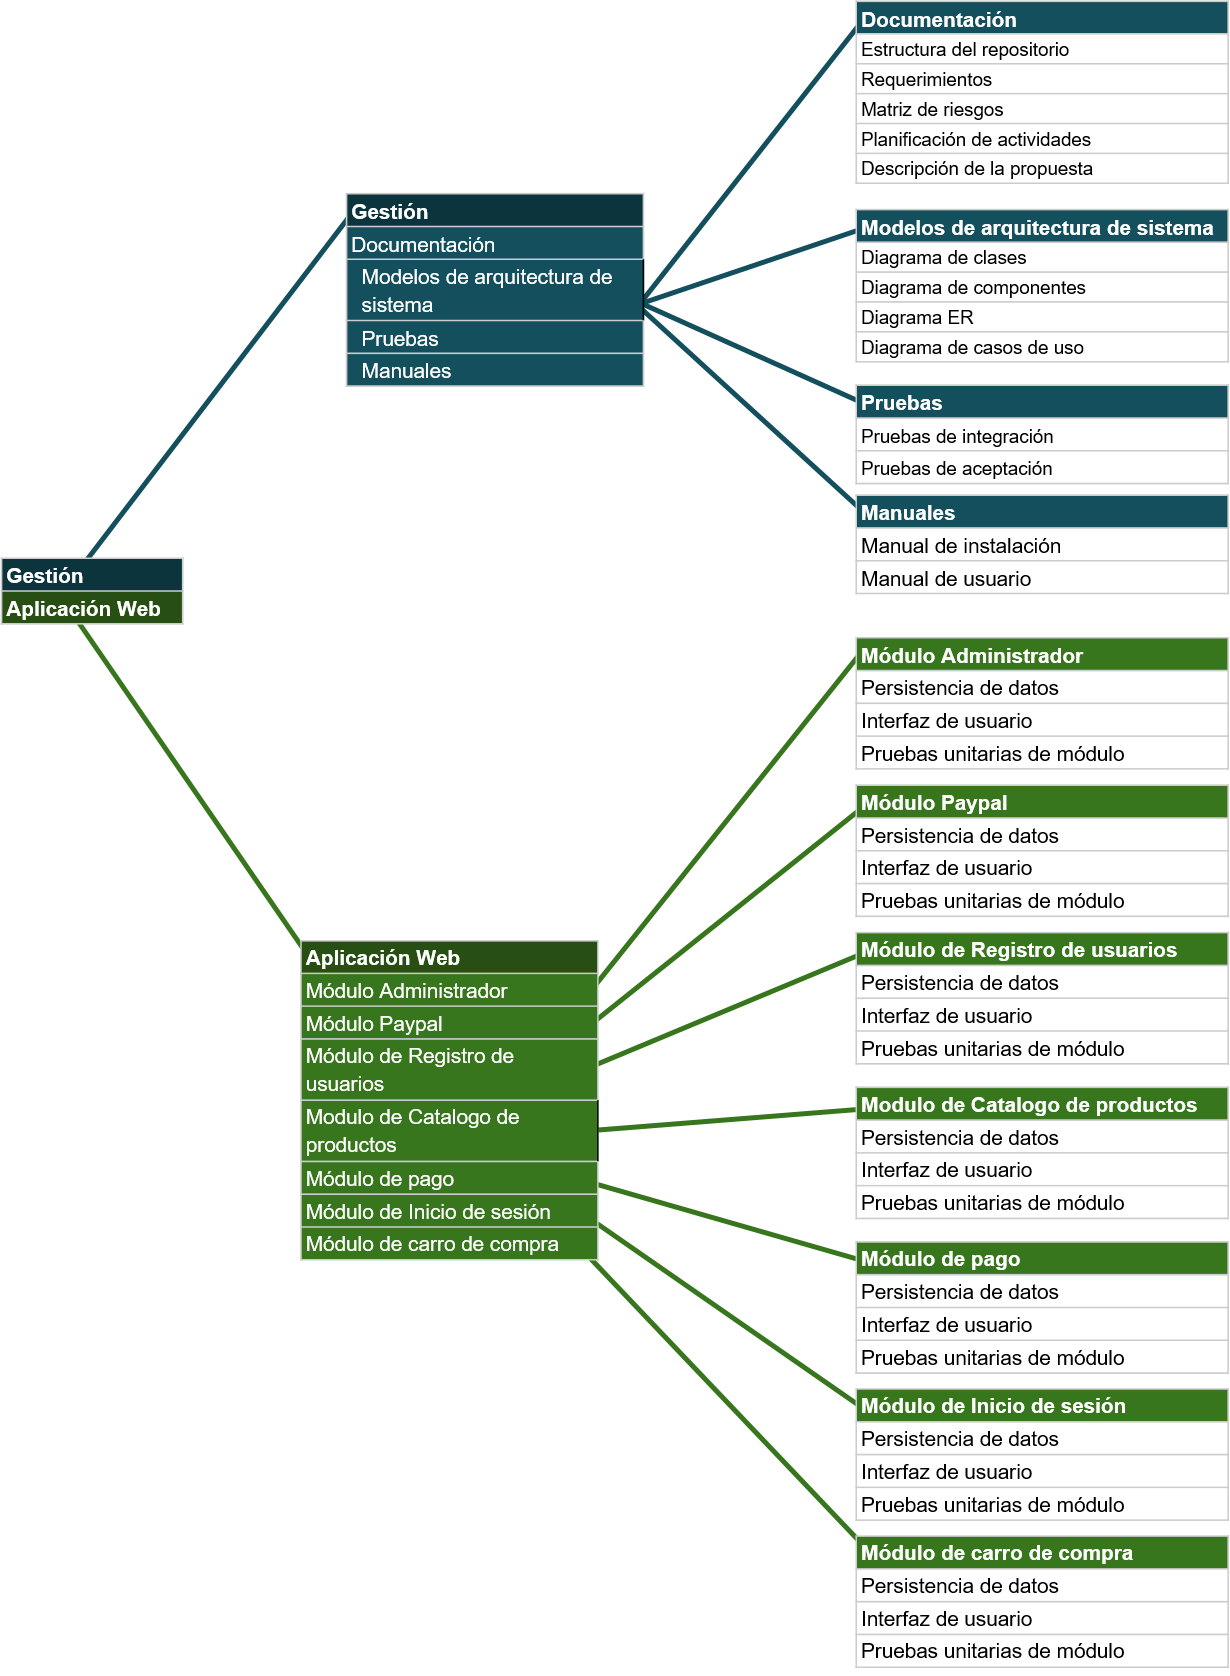 Gestión
Aplicación Web
Gestión
Documentación
Modelos de arquitectura de
sistema
Pruebas
Manuales
Documentación
Estructura del repositorio
Requerimientos
Matriz de riesgos
Planificación de actividades
Descripción de la propuesta
Modelos de arquitectura de sistema
Diagrama de clases
Diagrama de componentes
Diagrama ER
Diagrama de casos de uso
Pruebas
Pruebas de integración
Pruebas de aceptación
Manuales
Manual de instalación
Manual de usuario
Aplicación Web
Módulo Administrador
Módulo Paypal
Módulo de Registro de
usuarios
Modulo de Catalogo de
productos
Módulo de pago
Módulo de Inicio de sesión
Módulo de carro de compra
Módulo Administrador
Persistencia de datos
Interfaz de usuario
Pruebas unitarias de módulo
Módulo Paypal
Persistencia de datos
Interfaz de usuario
Pruebas unitarias de módulo
Módulo de Registro de usuarios
Persistencia de datos
Interfaz de usuario
Pruebas unitarias de módulo
Modulo de Catalogo de productos
Persistencia de datos
Interfaz de usuario
Pruebas unitarias de módulo
Módulo de pago
Persistencia de datos
Interfaz de usuario
Pruebas unitarias de módulo
Módulo de Inicio de sesión
Persistencia de datos
Interfaz de usuario
Pruebas unitarias de módulo
Módulo de carro de compra
Persistencia de datos
Interfaz de usuario
Pruebas unitarias de módulo